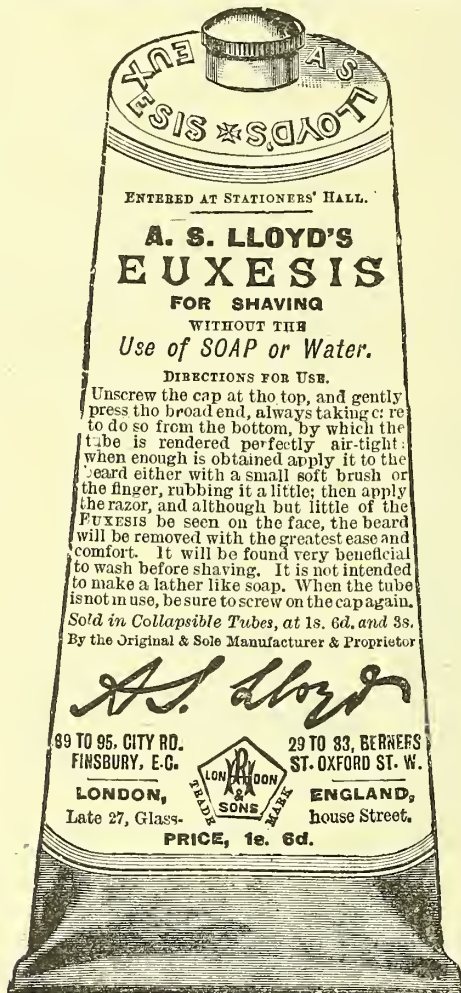 A S LLOYD'S EUXESIS
ENTERED AT STATIONERS' HALL.
A. S. LLOYD'S
EUXESIS
FOR SHAVING
WITHOUT THE
Use of SOAP or Water.
DIRECTIONS FOR USE.
Unscrew the cap at the top, and gently
press tho broad end, always taking c: re
to do so from the bottom, by which the
tube is rendered perfectly air-tight:
when enough is obtained apply it to the
beard either with a small soft brush or
the finger, rubbing it a little; then apply
the razor, and although but little of the
EUXESIS be seen on the face, the beard
will be removed with the greatest ease and
comfort. It will be found very beneficial
to wash before shaving. It is not intended
to make a lather like soap. When the tube
is not in use, be sure to screw on the cap again.
Sold in Collapsible Tubes, at 1s. 6d. and 3s.
By the Original & Sole Manufacturer & Proprietor
A.S. Lloyd
89 TO 95, CITY RD. 29 TO 33, BERNERS
FINSBURY, E.C. ST. OXFORD ST. W.
LONDON
& SONS
TRADE MARK
LONDON, ENGLAND,
Late 27, Glass- house Street.
PRICE, 1s. 6d.